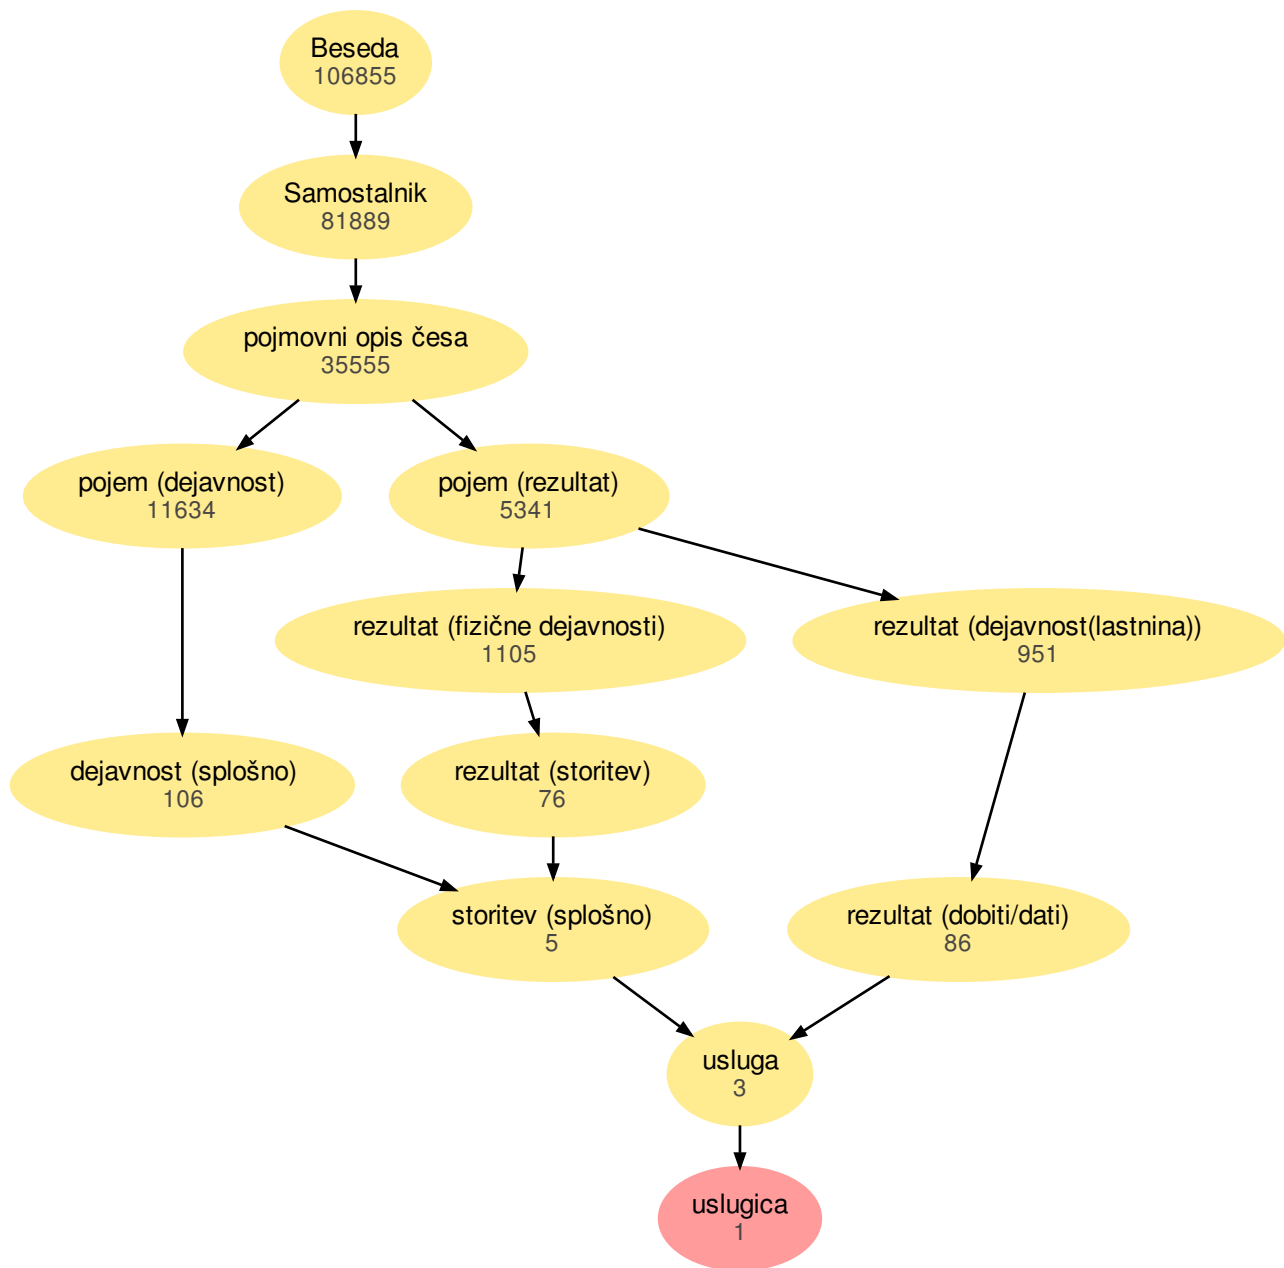 Beseda
106855
Samostalnik
81889
pojmovni opis česa
35555
pojem (dejavnost)
11634
pojem (rezultat)
5341
rezultat (fizične dejavnosti)
1105
rezultat (dejavnost(lastnina))
951
dejavnost (splošno)
106
rezultat (storitev)
76
storitev (splošno)
5
rezultat (dobiti/dati)
86
usluga
3
uslugica
1